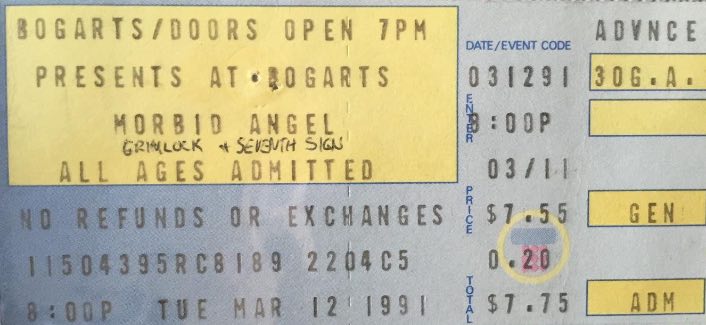 BOGARTS/DOORS OPEN 7PM
PRESENTS AT BOGARTS
MORBID ANGEL
GRIMLOCK + SEVENTH SIGN
ALL AGES ADMITTED
NO REFUNDS OR EXCHANGES
11504395RC8189 2204C5
8:00P TUE MAR 12 1991
DATE/EVENT CODE
031291
ENTER
8:00P
03/11
PRICE
$7.55
0.20
TOTAL
$7.75
ADVNCE
30G.A.
GEN
ADM